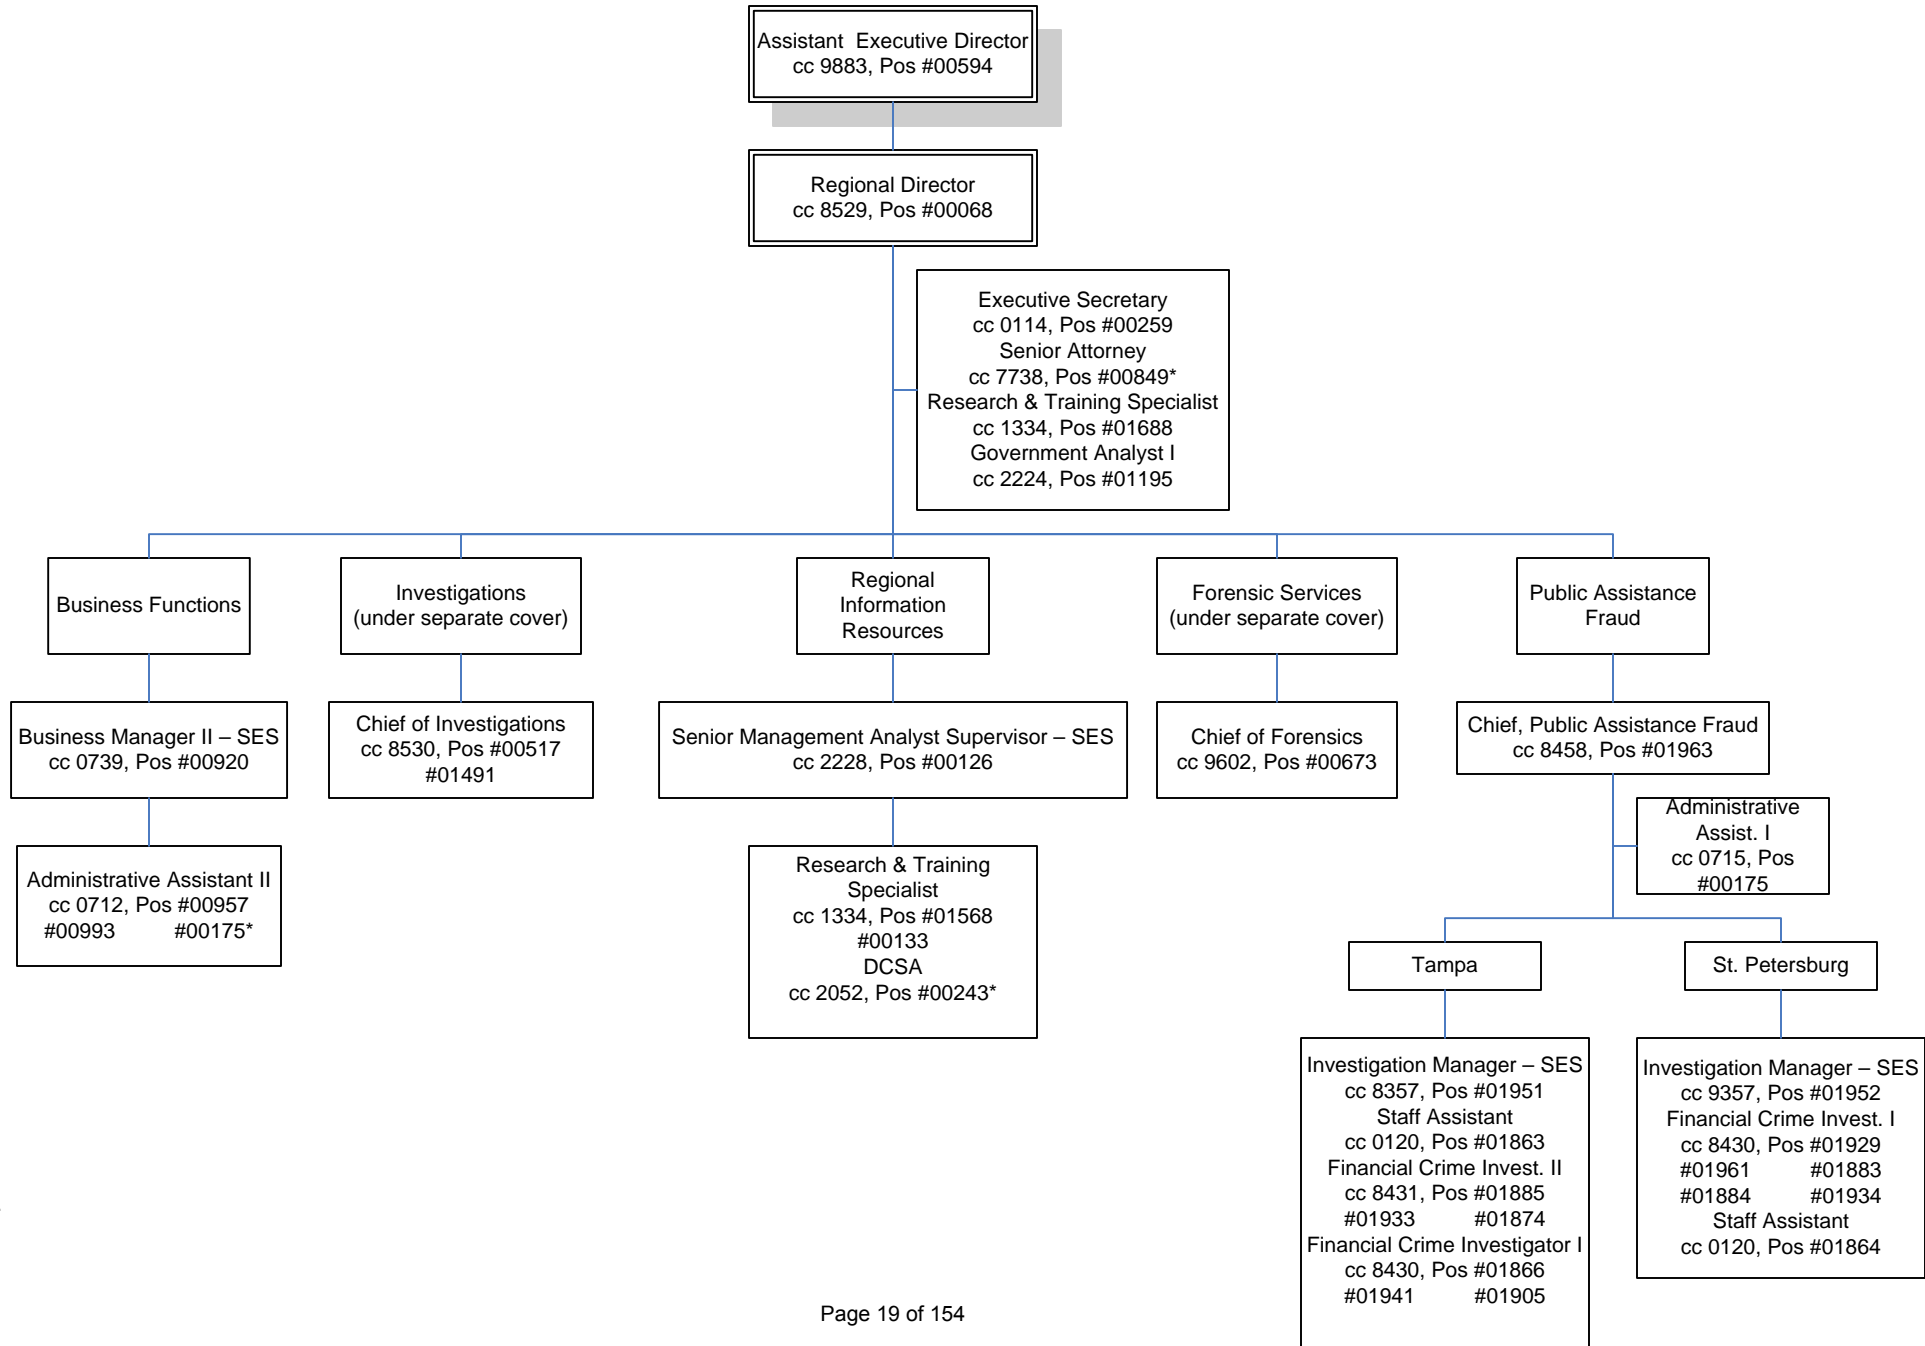 Assistant  Executive Director
cc 9883, Pos #00594
Regional Director
cc 8529, Pos #00068
Executive Secretary
cc 0114, Pos #00259
Senior Attorney
cc 7738, Pos #00849*
Research & Training Specialist
cc 1334, Pos #01688
Government Analyst I
cc 2224, Pos #01195
Business Functions
Investigations
(under separate cover)
Regional
Information
Resources
Forensic Services
(under separate cover)
Public Assistance
Fraud
Business Manager II – SES
cc 0739, Pos #00920
Chief of Investigations
cc 8530, Pos #00517
#01491
Senior Management Analyst Supervisor – SES
cc 2228, Pos #00126
Chief of Forensics
cc 9602, Pos #00673
Chief, Public Assistance Fraud
cc 8458, Pos #01963
Administrative
Assist. I
cc 0715, Pos
#00175
Administrative Assistant II
cc 0712, Pos #00957
#00993 #00175*
Research & Training
Specialist
cc 1334, Pos #01568
#00133
DCSA
cc 2052, Pos #00243*
Tampa
St. Petersburg
Investigation Manager – SES
cc 8357, Pos #01951
Staff Assistant
cc 0120, Pos #01863
Financial Crime Invest. II
cc 8431, Pos #01885
#01933 #01874
Financial Crime Investigator I
cc 8430, Pos #01866
#01941 #01905
Investigation Manager – SES
cc 9357, Pos #01952
Financial Crime Invest. I
cc 8430, Pos #01929
#01961 #01883
#01884 #01934
Staff Assistant
cc 0120, Pos #01864
Page 19 of 154